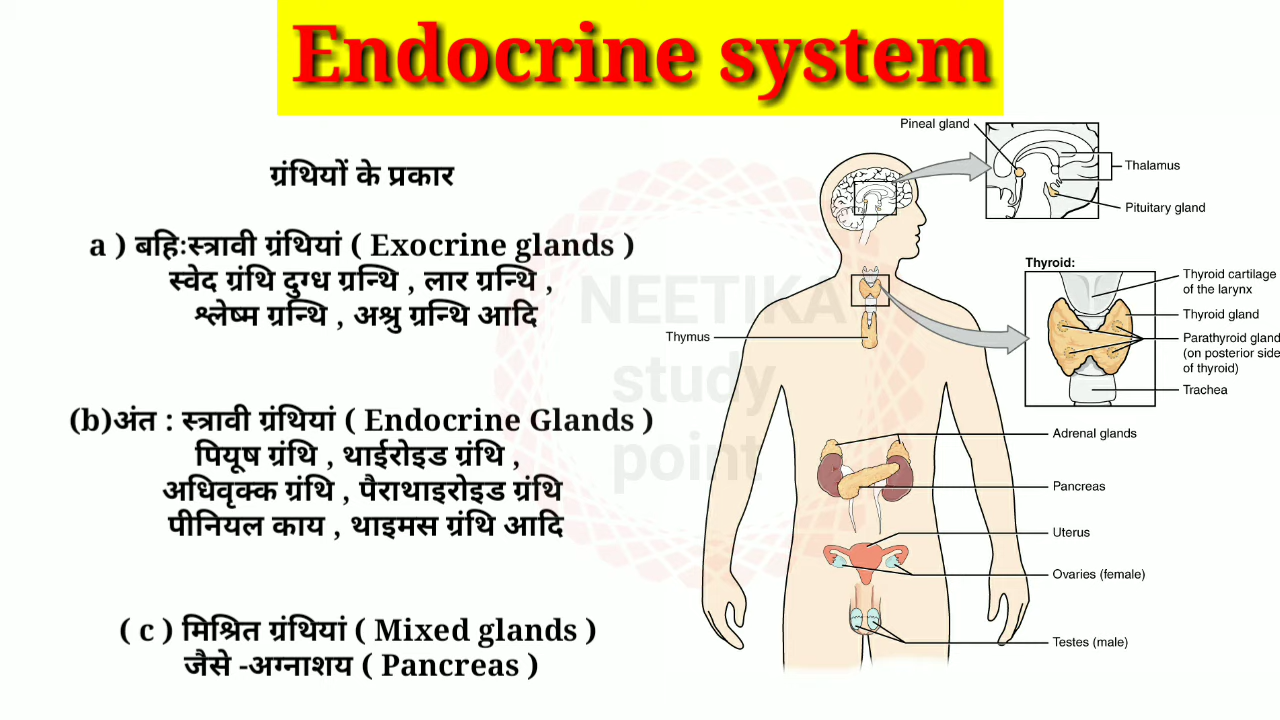 Endocrine system
ग्रंथियों के प्रकार
a ) बहिःस्त्रावी ग्रंथियां ( Exocrine glands )
स्वेद ग्रंथि दुग्ध ग्रन्थि , लार ग्रन्थि ,
श्लेष्म ग्रन्थि , अश्रु ग्रन्थि आदि
(b)अंत : स्त्रावी ग्रंथियां ( Endocrine Glands )
पियूष ग्रंथि , थाईरोइड ग्रंथि ,
अधिवृक्क ग्रंथि , पैराथाइरोइड ग्रंथि
पीनियल काय , थाइमस ग्रंथि आदि
( c ) मिश्रित ग्रंथियां ( Mixed glands )
जैसे -अग्नाशय ( Pancreas )
NEETIKA
study
point
Pineal gland
Thalamus
Pituitary gland
Thyroid:
Thyroid cartilage
of the larynx
Thyroid gland
Parathyroid gland
(on posterior side
of thyroid)
Trachea
Thymus
Adrenal glands
Pancreas
Uterus
Ovaries (female)
Testes (male)